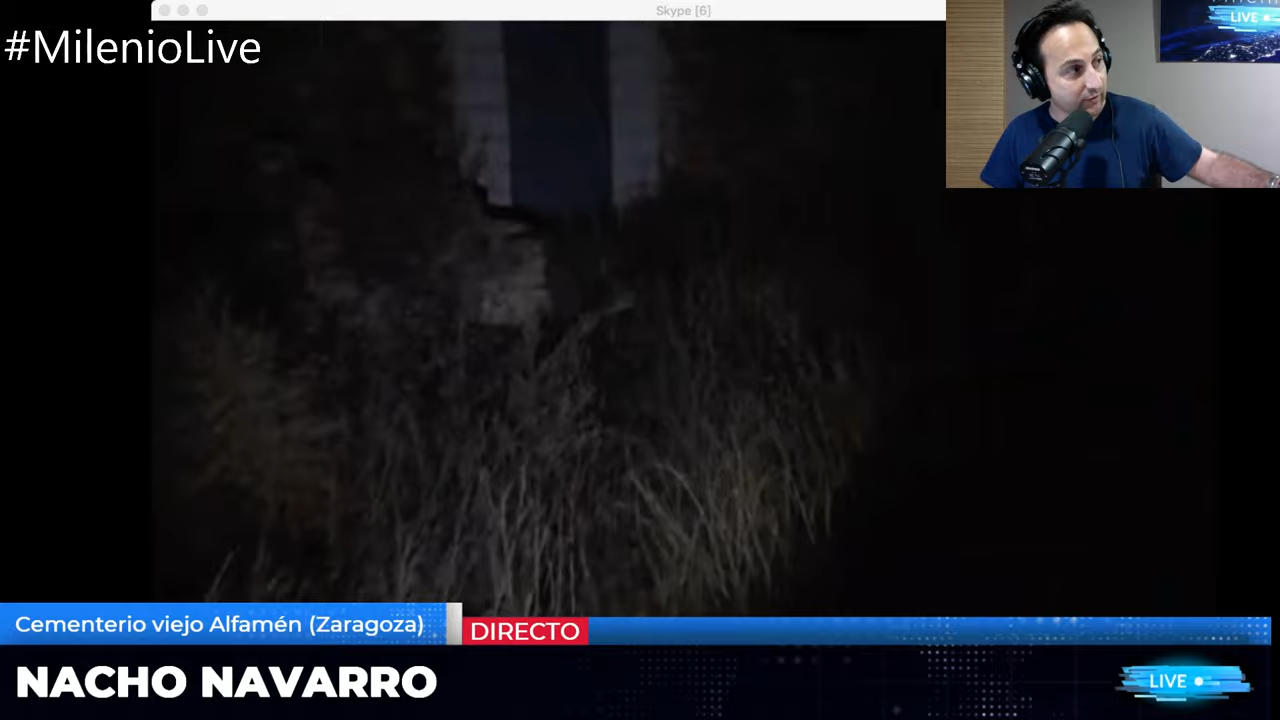 Skype [6]
#MilenioLive
LIVE
Cementerio viejo Alfamén (Zaragoza)
DIRECTO
NACHO NAVARRO
LIVE